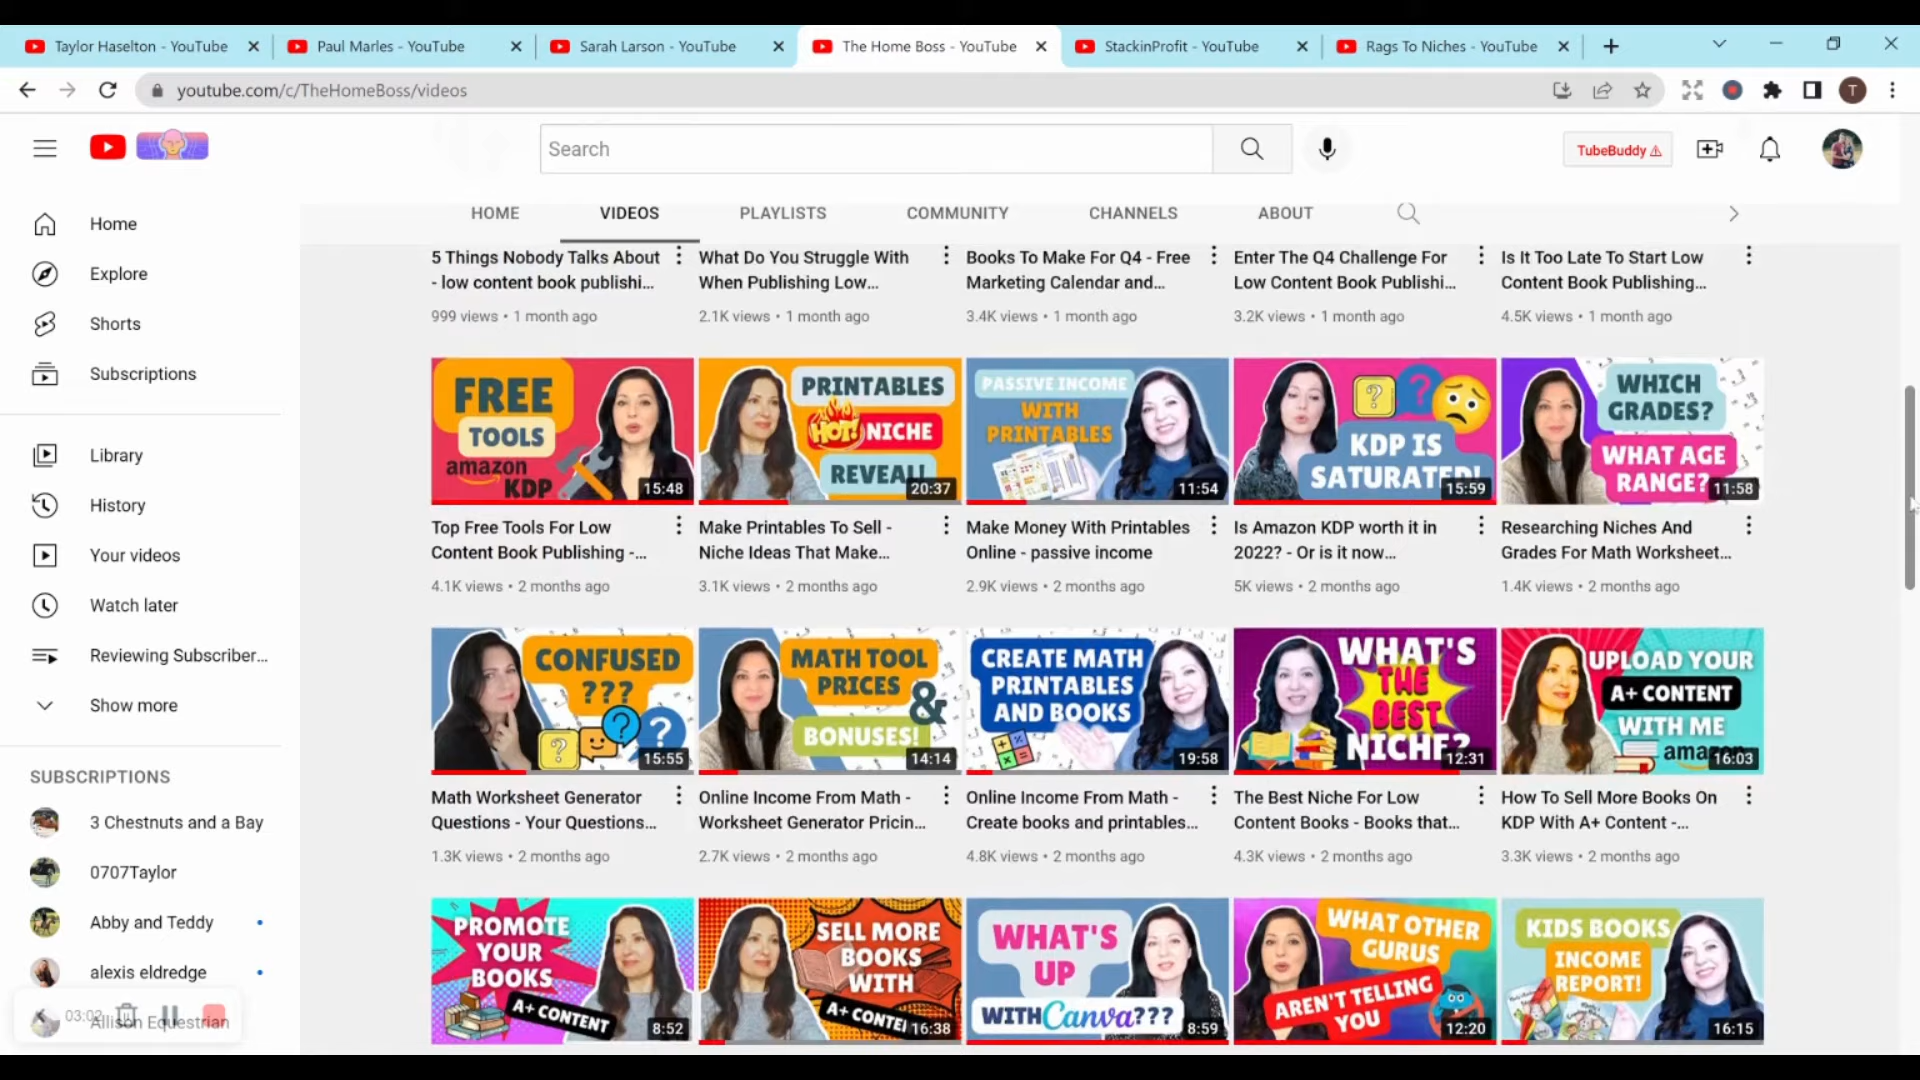 Taylor Haselton - YouTube
Paul Marles - YouTube
Sarah Larson - YouTube
The Home Boss - YouTube
StackinProfit - YouTube
Rags To Niches - YouTube
youtube.com/c/TheHomeBoss/videos
T
Search
TubeBuddy
HOME
VIDEOS
PLAYLISTS
COMMUNITY
CHANNELS
ABOUT
Home
Explore
Shorts
Subscriptions
Library
History
Your videos
Watch later
Reviewing Subscriber...
Show more
SUBSCRIPTIONS
3 Chestnuts and a Bay
0707Taylor
Abby and Teddy
alexis eldredge
Allison Equestrian
03:02
5 Things Nobody Talks About
- low content book publishi...
999 views • 1 month ago
What Do You Struggle With
When Publishing Low...
2.1K views • 1 month ago
Books To Make For Q4 - Free
Marketing Calendar and...
3.4K views • 1 month ago
Enter The Q4 Challenge For
Low Content Book Publishi...
3.2K views • 1 month ago
Is It Too Late To Start Low
Content Book Publishing...
4.5K views • 1 month ago
FREE
TOOLS
amazon
KDP
15:48
Top Free Tools For Low
Content Book Publishing -...
4.1K views • 2 months ago
PRINTABLES
HOT! NICHE
REVEAL!
20:37
Make Printables To Sell -
Niche Ideas That Make...
3.1K views • 2 months ago
PASSIVE INCOME
WITH
PRINTABLES
11:54
Make Money With Printables
Online - passive income
2.9K views • 2 months ago
KDP IS
SATURATED!
15:59
Is Amazon KDP worth it in
2022? - Or is it now...
5K views • 2 months ago
WHICH
GRADES?
WHAT AGE
RANGE?
11:58
Researching Niches And
Grades For Math Worksheet...
1.4K views • 2 months ago
CONFUSED
???
15:55
Math Worksheet Generator
Questions - Your Questions...
1.3K views • 2 months ago
MATH TOOL
PRICES
&
BONUSES!
14:14
Online Income From Math -
Worksheet Generator Pricin...
2.7K views • 2 months ago
CREATE MATH
PRINTABLES
AND BOOKS
19:58
Online Income From Math -
Create books and printables...
4.8K views • 2 months ago
WHAT'S
THE
BEST
NICHE?
12:31
The Best Niche For Low
Content Books - Books that...
4.3K views • 2 months ago
UPLOAD YOUR
A+ CONTENT
WITH ME
amazon
16:03
How To Sell More Books On
KDP With A+ Content -...
3.3K views • 2 months ago
PROMOTE
YOUR
BOOKS
A+ CONTENT
8:52
SELL MORE
BOOKS
WITH
A+ CONTE
16:38
WHAT'S
UP
WITH Canva???
8:59
WHAT OTHER
GURUS
AREN'T TELLING
YOU
12:20
KIDS BOOKS
INCOME
REPORT!
16:15